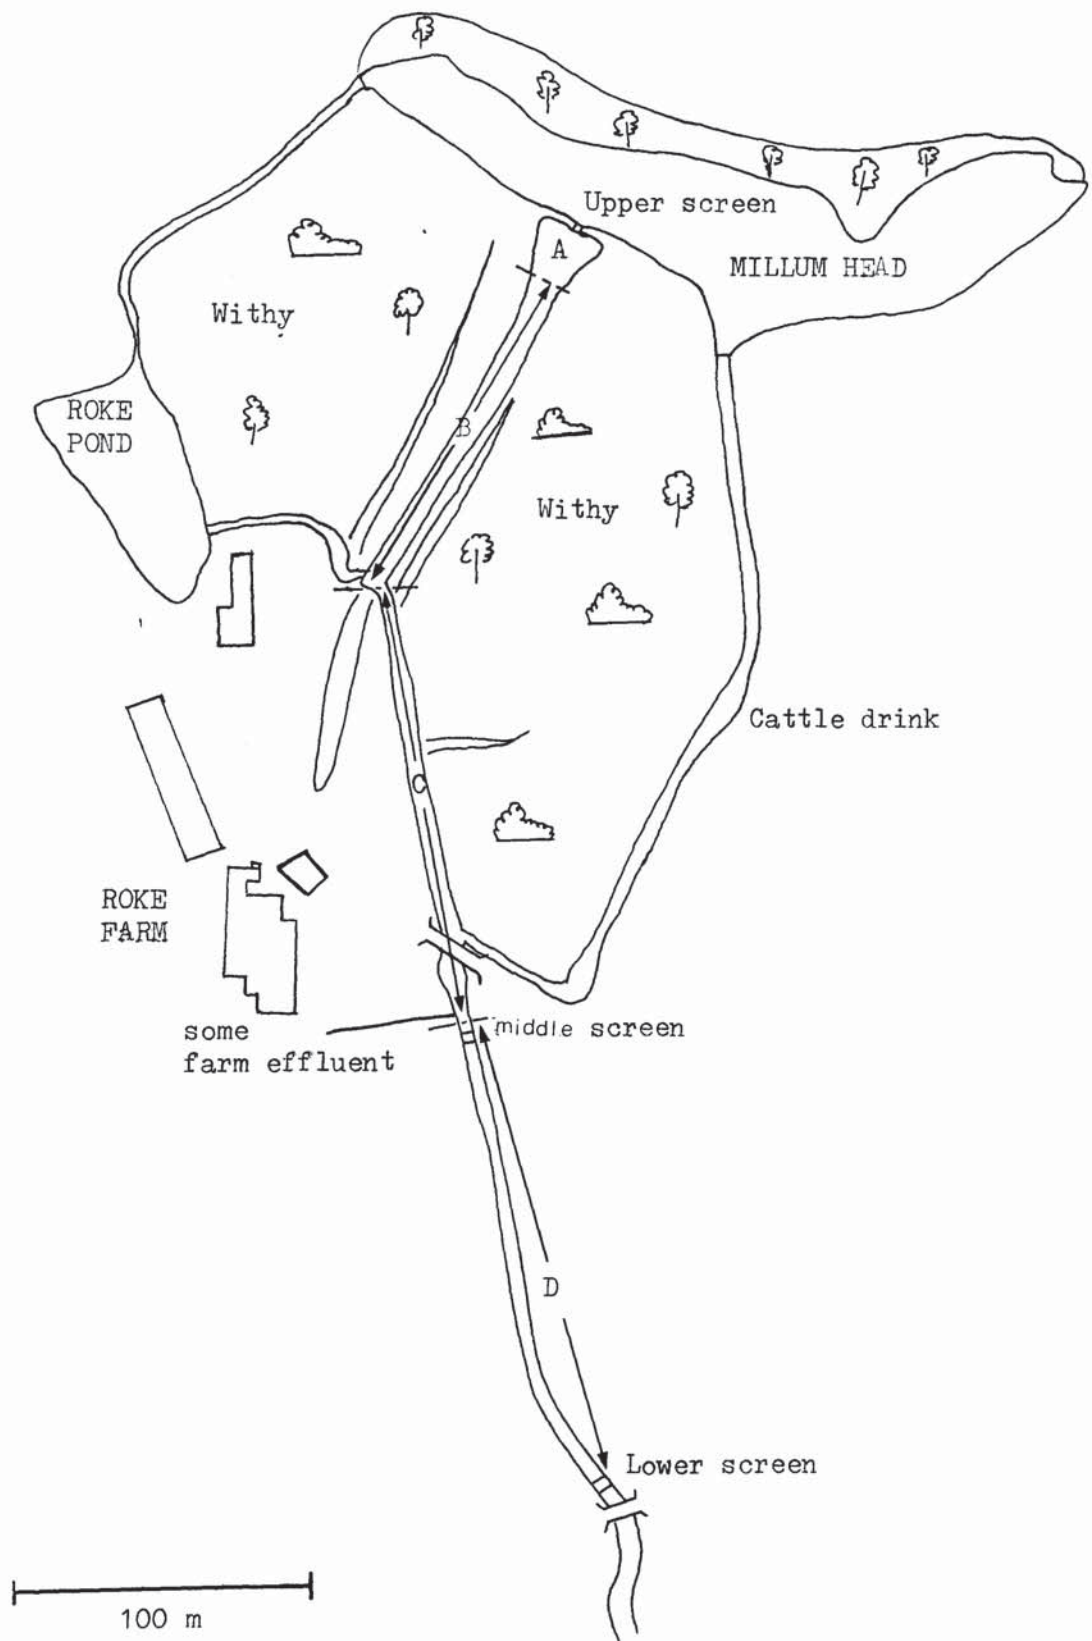 Upper screen
A
MILLUM HEAD
Withy
ROKE
POND
B
Withy
Cattle drink
C
ROKE
FARM
some
farm effluent
middle screen
D
Lower screen
100 m